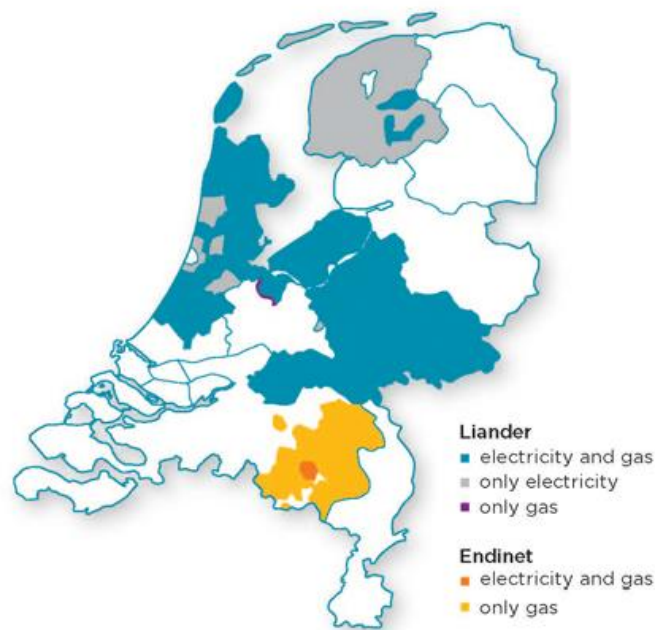 Liander
electricity and gas
only electricity
only gas
Endinet
electricity and gas
only gas